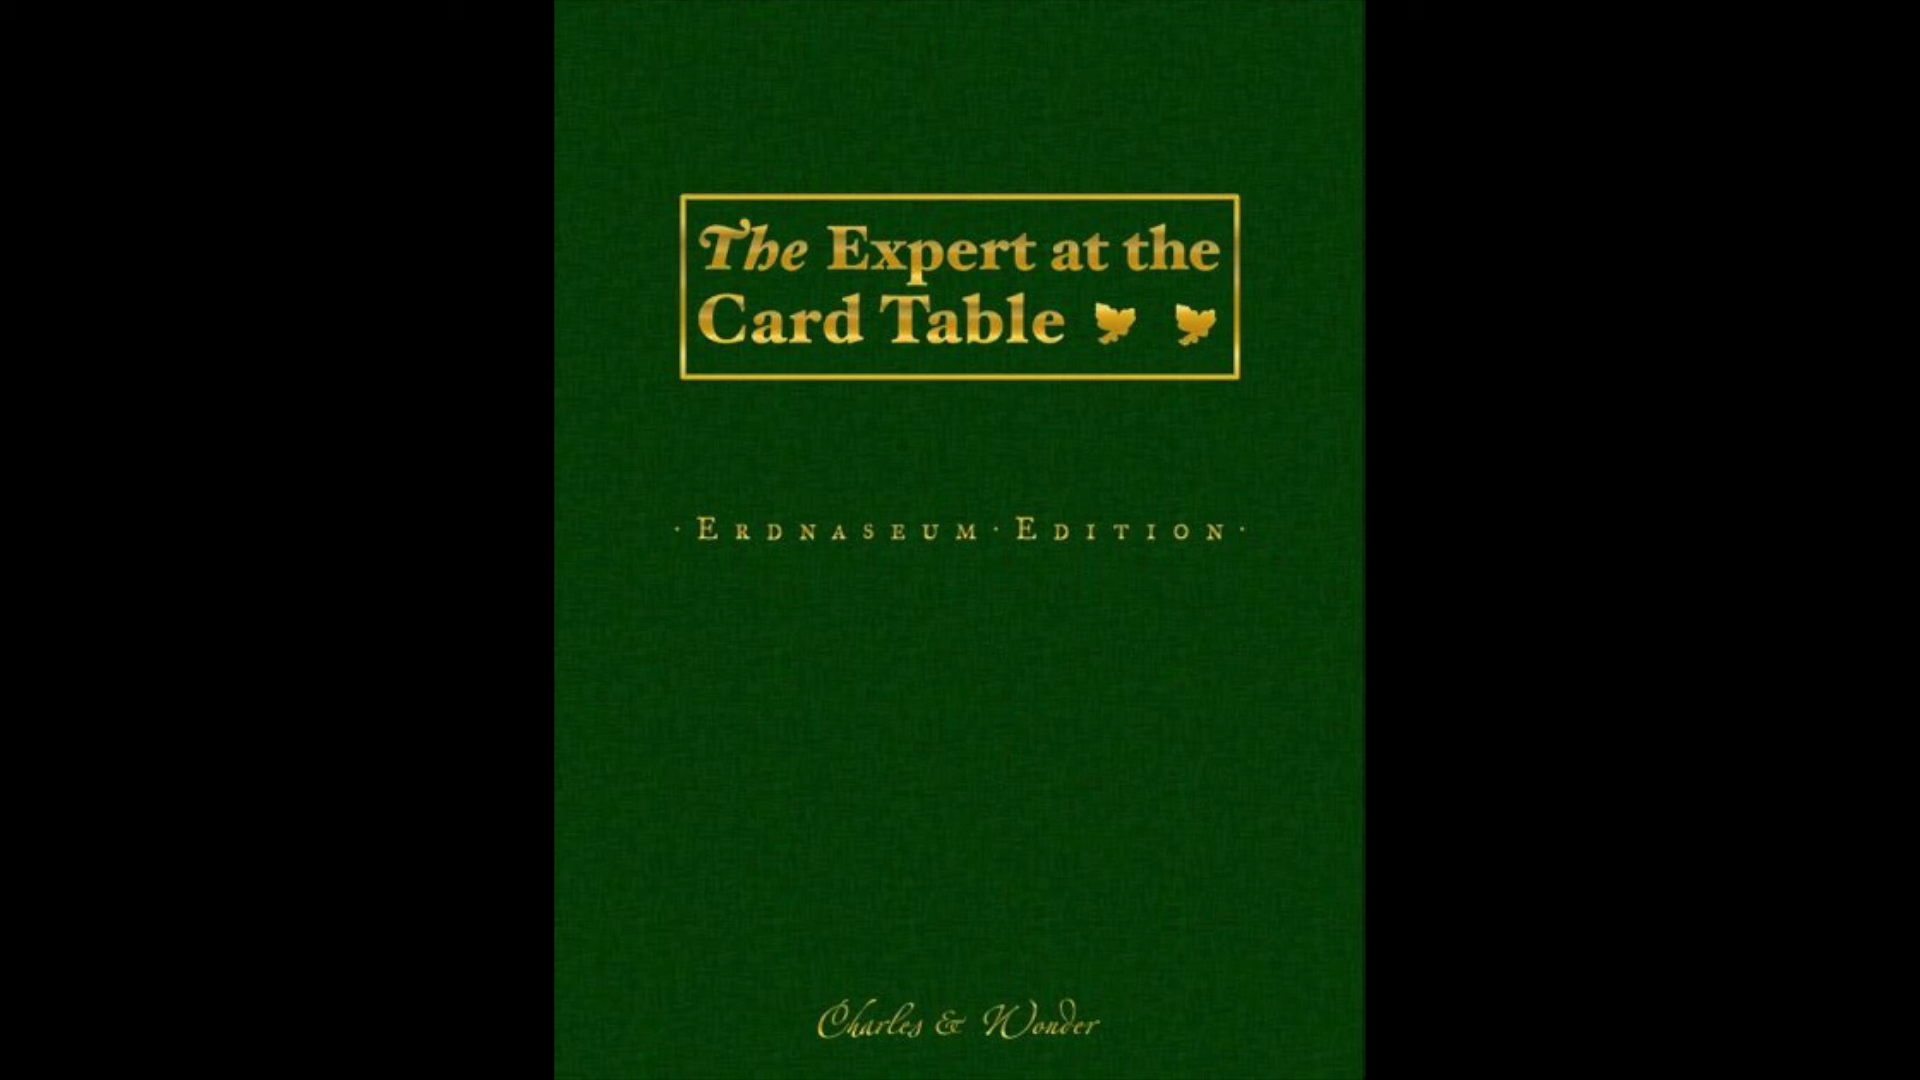 The Expert at the
Card Table
· ERDNASEUM · EDITION ·
Charles & Wonder